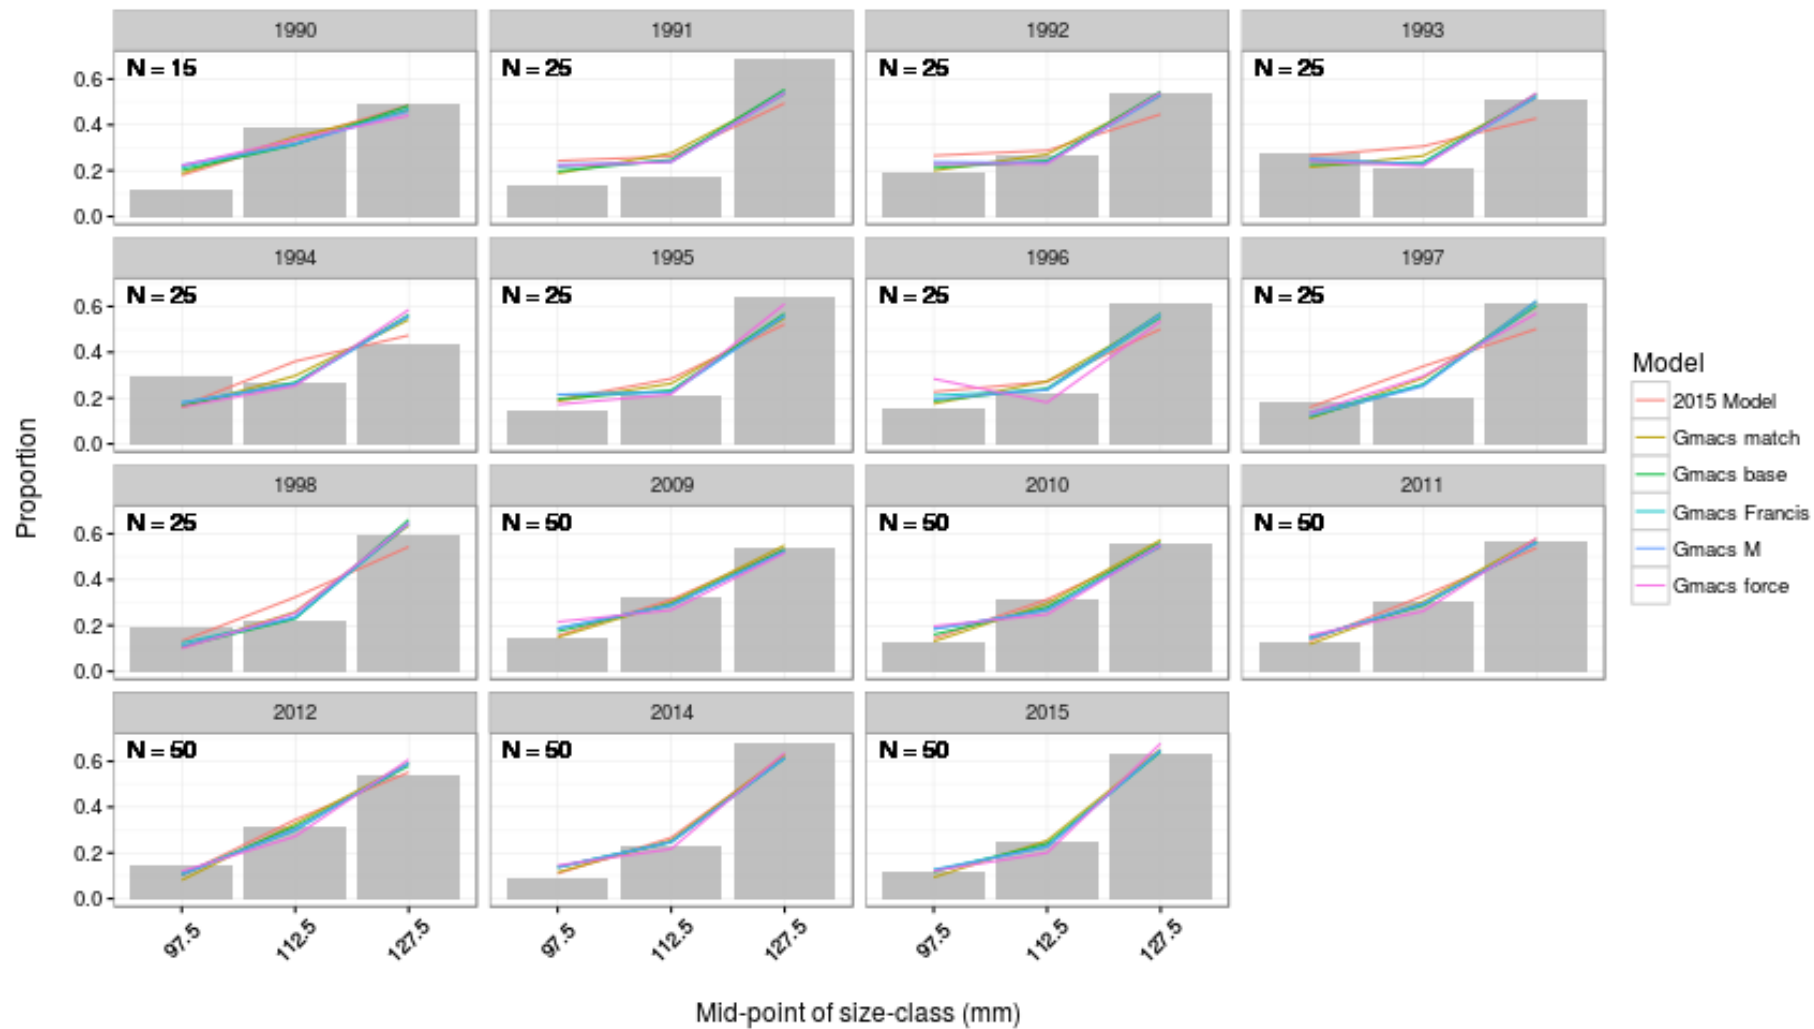 1990 1991 1992 1993
N = 15 N = 25 N = 25 N = 25
0.6
0.4
0.2
0.0
1994 1995 1996 1997
N = 25 N = 25 N = 25 N = 25
0.6
0.4
0.2
0.0
1998 2009 2010 2011
N = 25 N = 50 N = 50 N = 50
0.6
0.4
0.2
0.0
2012 2014 2015
N = 50 N = 50 N = 50
0.6
0.4
0.2
0.0
97.5 112.5 127.5 97.5 112.5 127.5 97.5 112.5 127.5
Mid-point of size-class (mm)
Proportion
Model
2015 Model
Gmacs match
Gmacs base
Gmacs Francis
Gmacs M
Gmacs force